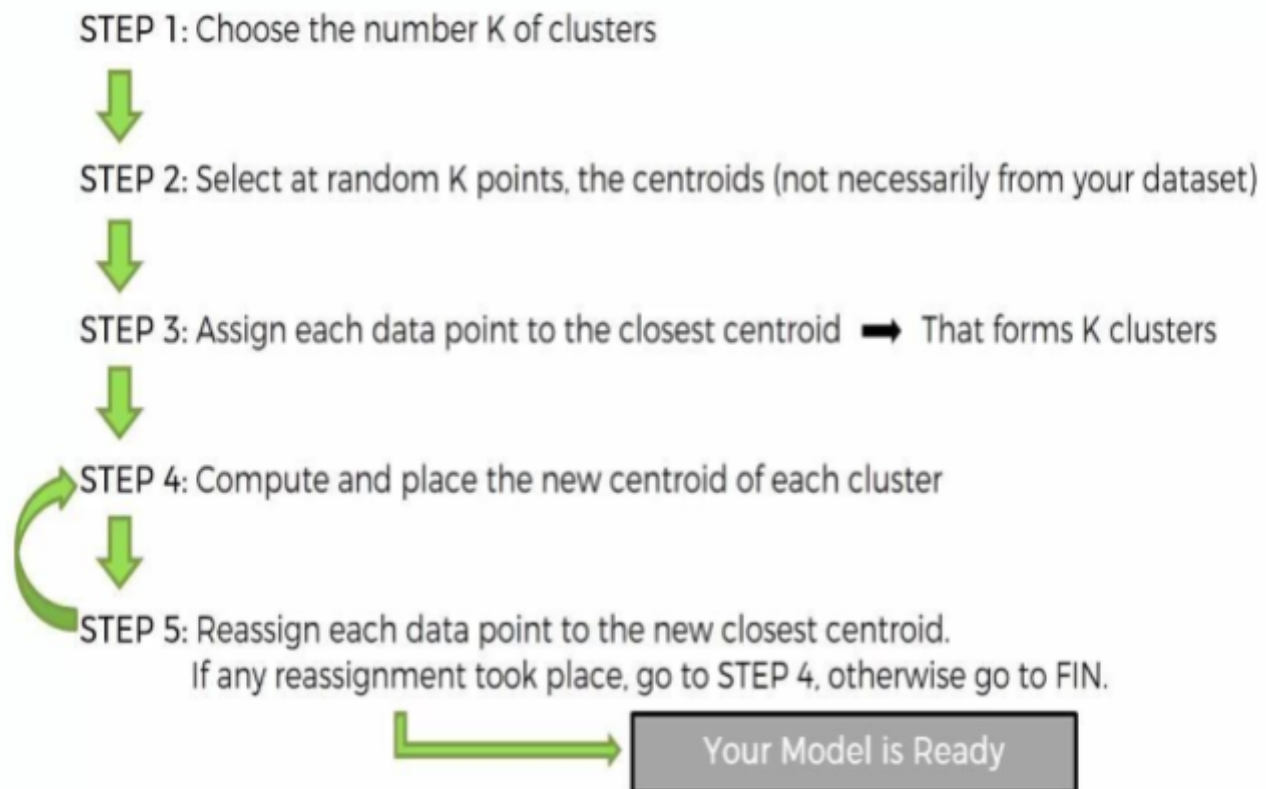 STEP 1: Choose the number K of clusters
STEP 2: Select at random K points, the centroids (not necessarily from your dataset)
STEP 3: Assign each data point to the closest centroid ➡ That forms K clusters
STEP 4: Compute and place the new centroid of each cluster
STEP 5: Reassign each data point to the new closest centroid.
If any reassignment took place, go to STEP 4, otherwise go to FIN.
Your Model is Ready